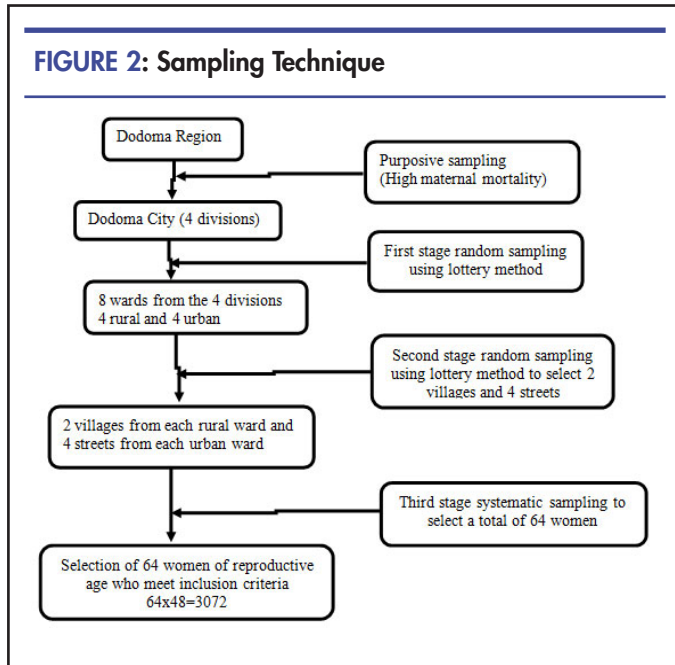 FIGURE 2: Sampling Technique
Dodoma Region
Purposive sampling
(High maternal mortality)
Dodoma City (4 divisions)
First stage random sampling
using lottery method
8 wards from the 4 divisions
4 rural and 4 urban
Second stage random sampling
using lottery method to select 2
villages and 4 streets
2 villages from each rural ward and
4 streets from each urban ward
Third stage systematic sampling to
select a total of 64 women
Selection of 64 women of reproductive
age who meet inclusion criteria
64x48=3072